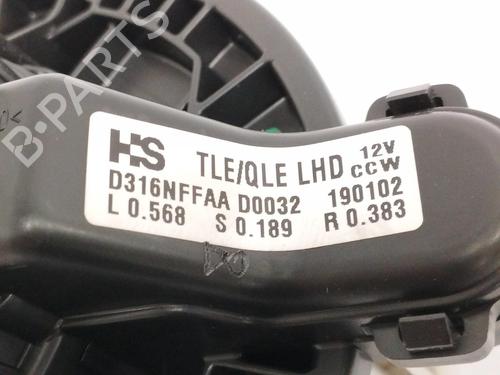 B-PARTS
HS TLE/QLE LHD 12V CCW
D316NFFAA D0032 190102
L 0.568 S 0.189 R 0.383